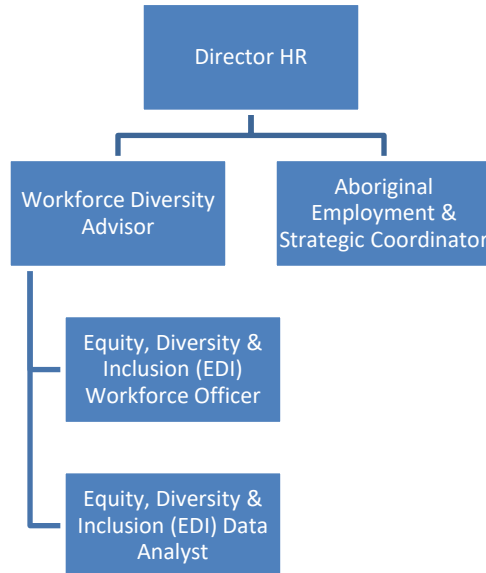 Director HR
Workforce Diversity
Advisor
Aboriginal
Employment &
Strategic Coordinator
Equity, Diversity &
Inclusion (EDI)
Workforce Officer
Equity, Diversity &
Inclusion (EDI) Data
Analyst